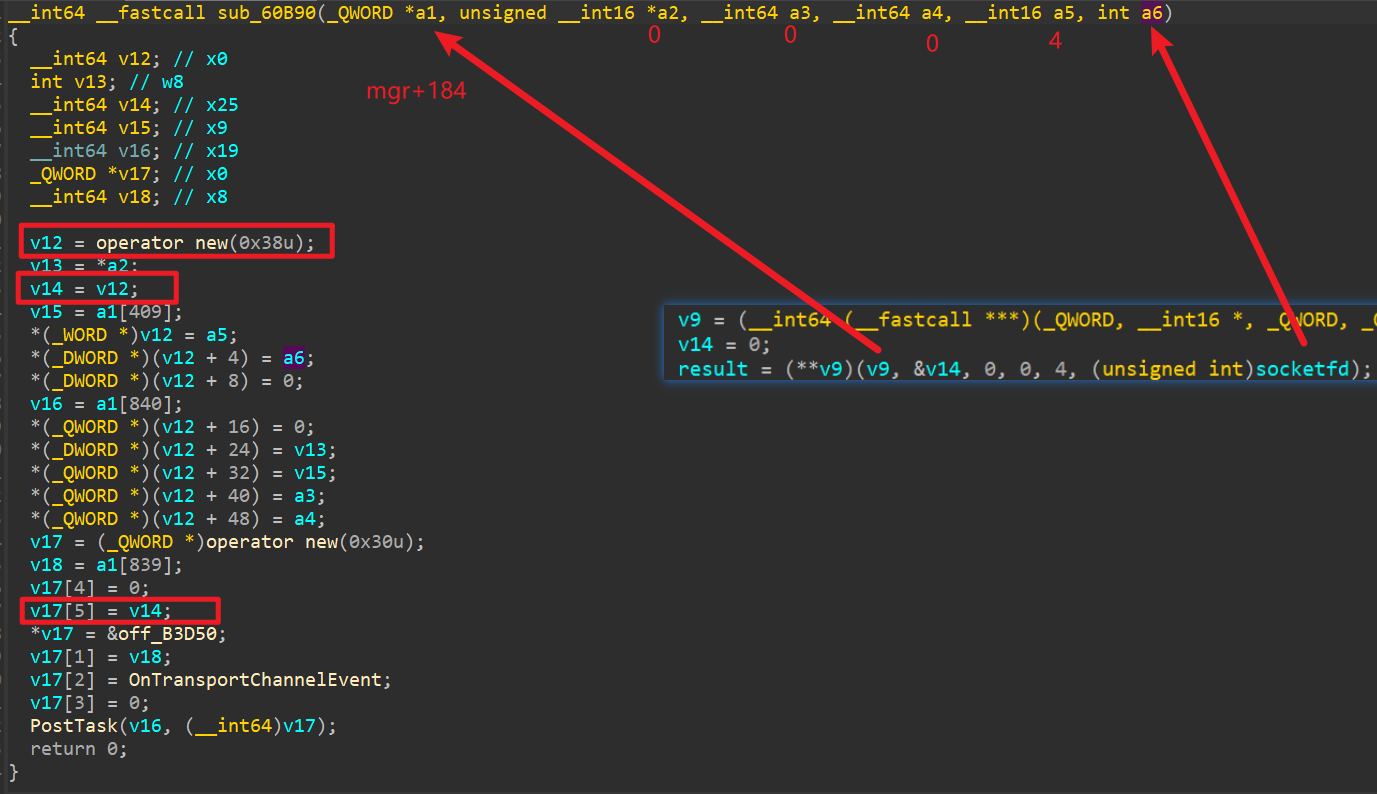 __int64 __fastcall sub_60B90(_QWORD *a1, unsigned __int16 *a2, __int64 a3, __int64 a4, __int16 a5, int a6)
0 0 0 4
{
__int64 v12; // x0
int v13; // w8
mgr+184
__int64 v14; // x25
__int64 v15; // x9
__int64 v16; // x19
_QWORD *v17; // x0
__int64 v18; // x8
v12 = operator new(0x38u);
v13 = *a2;
v14 = v12;
v15 = a1[409];
*(_WORD *)v12 = a5;
*(_DWORD *)(v12 + 4) = a6;
*(_DWORD *)(v12 + 8) = 0;
v16 = a1[840];
*(_QWORD *)(v12 + 16) = 0;
*(_DWORD *)(v12 + 24) = v13;
*(_QWORD *)(v12 + 32) = v15;
*(_QWORD *)(v12 + 40) = a3;
*(_QWORD *)(v12 + 48) = a4;
v17 = (_QWORD *)operator new(0x30u);
v18 = a1[839];
v17[4] = 0;
v17[5] = v14;
*v17 = &off_B3D50;
v17[1] = v18;
v17[2] = OnTransportChannelEvent;
v17[3] = 0;
PostTask(v16, (__int64)v17);
return 0;
}
v9 = (__int64 (__fastcall ***)(_QWORD, __int16 *, _QWORD,
v14 = 0;
result = (**v9)(v9, &v14, 0, 0, 4, (unsigned int)socketfd);